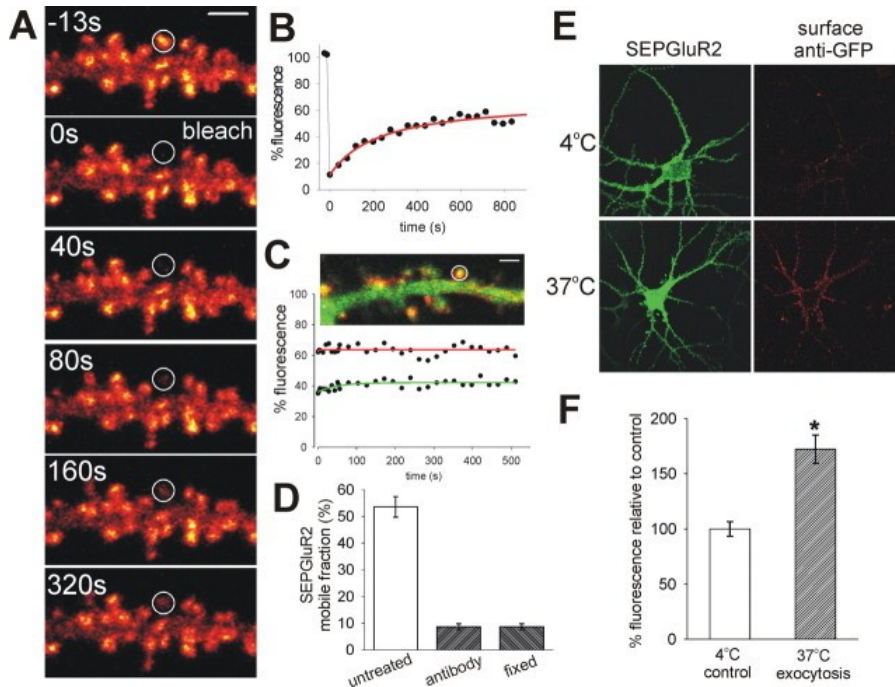 A
-13s
0s
bleach
40s
80s
160s
320s
B
% fluorescence
100
80
60
40
20
0
0 200 400 600 800
time (s)
C
% fluorescence
100
80
60
40
20
0
0 100 200 300 400 500
time (s)
D
SEPGluR2
mobile fraction (%)
60
50
40
30
20
10
0
untreated antibody fixed
E
SEPGluR2
surface
anti-GFP
4°C
37°C
F
% fluorescence relative to control
200
150
100
50
0
*
4°C
control
37°C
exocytosis